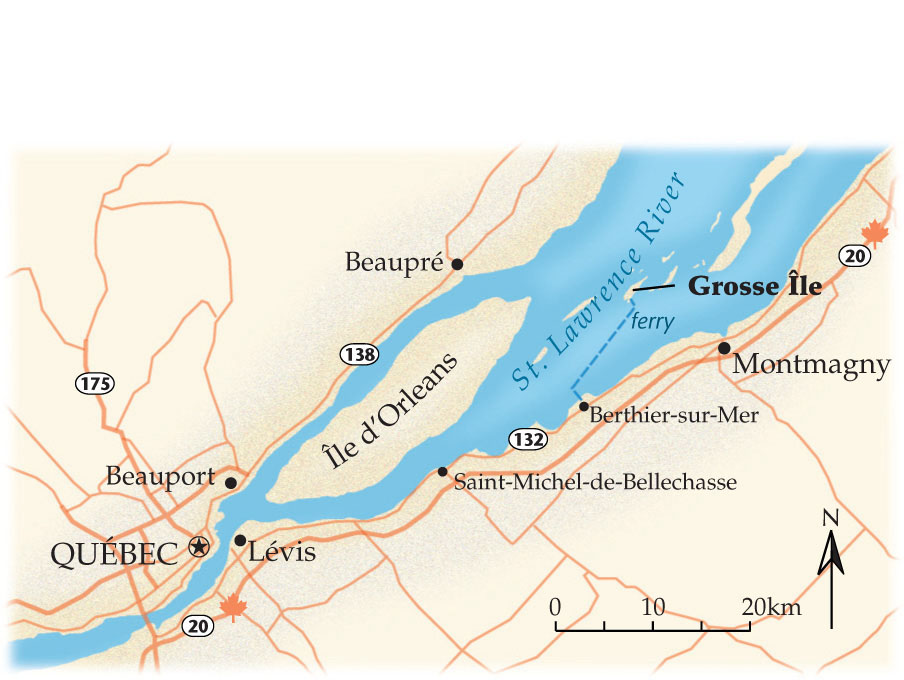 St. Lawrence River
20
Beaupré
Grosse Île
ferry
138
Montmagny
175
Île d'Orleans
Berthier-sur-Mer
132
Beauport
Saint-Michel-de-Bellechasse
N
QUÉBEC
Lévis
0 10 20km
20